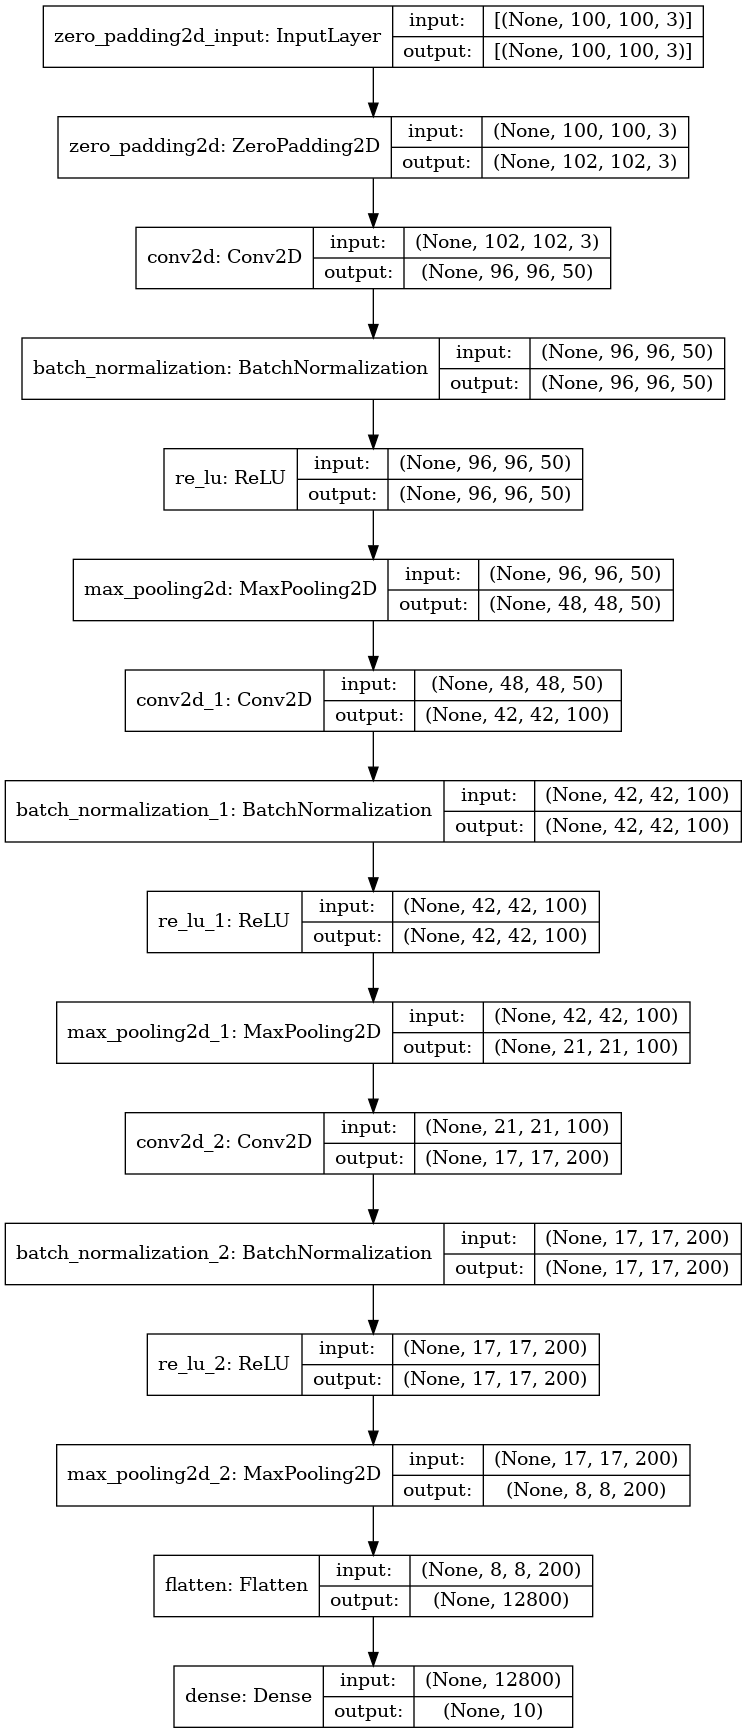 zero_padding2d_input: InputLayer
input: [(None, 100, 100, 3)]
output: [(None, 100, 100, 3)]
zero_padding2d: ZeroPadding2D
input: (None, 100, 100, 3)
output: (None, 102, 102, 3)
conv2d: Conv2D
input: (None, 102, 102, 3)
output: (None, 96, 96, 50)
batch_normalization: BatchNormalization
input: (None, 96, 96, 50)
output: (None, 96, 96, 50)
re_lu: ReLU
input: (None, 96, 96, 50)
output: (None, 96, 96, 50)
max_pooling2d: MaxPooling2D
input: (None, 96, 96, 50)
output: (None, 48, 48, 50)
conv2d_1: Conv2D
input: (None, 48, 48, 50)
output: (None, 42, 42, 100)
batch_normalization_1: BatchNormalization
input: (None, 42, 42, 100)
output: (None, 42, 42, 100)
re_lu_1: ReLU
input: (None, 42, 42, 100)
output: (None, 42, 42, 100)
max_pooling2d_1: MaxPooling2D
input: (None, 42, 42, 100)
output: (None, 21, 21, 100)
conv2d_2: Conv2D
input: (None, 21, 21, 100)
output: (None, 17, 17, 200)
batch_normalization_2: BatchNormalization
input: (None, 17, 17, 200)
output: (None, 17, 17, 200)
re_lu_2: ReLU
input: (None, 17, 17, 200)
output: (None, 17, 17, 200)
max_pooling2d_2: MaxPooling2D
input: (None, 17, 17, 200)
output: (None, 8, 8, 200)
flatten: Flatten
input: (None, 8, 8, 200)
output: (None, 12800)
dense: Dense
input: (None, 12800)
output: (None, 10)